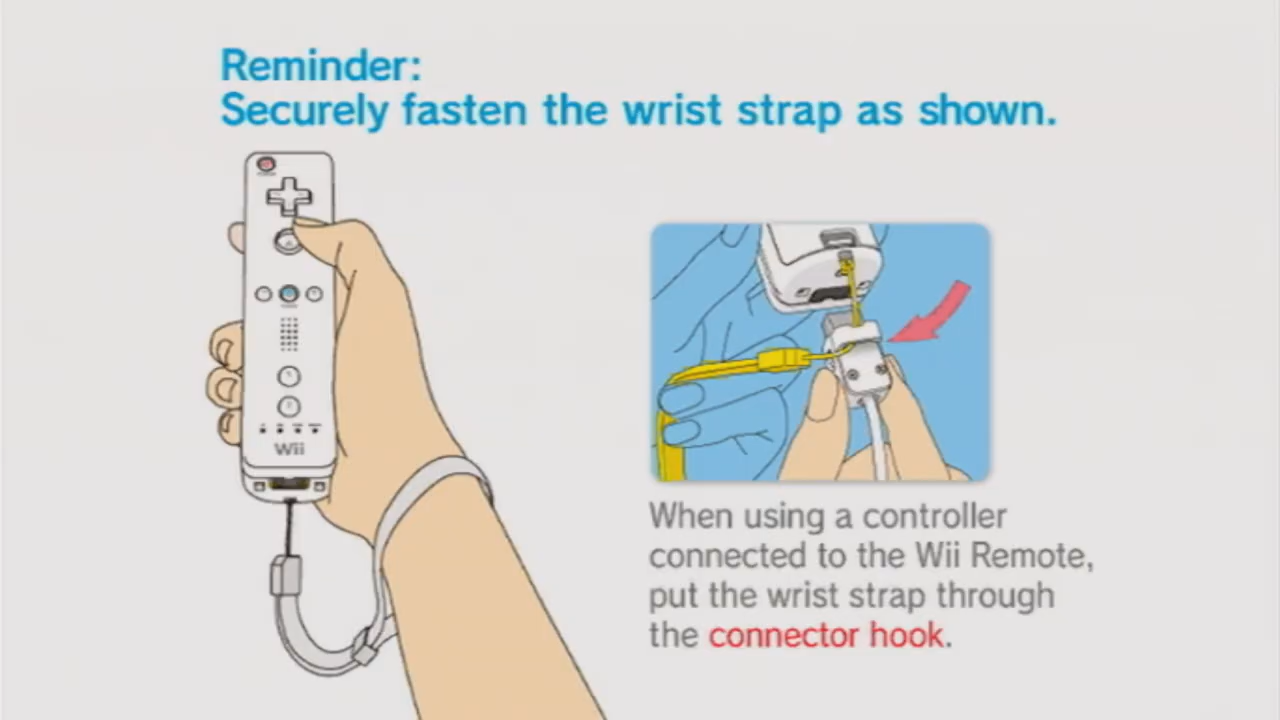 Reminder:
Securely fasten the wrist strap as shown.
Wii
When using a controller
connected to the Wii Remote,
put the wrist strap through
the connector hook.